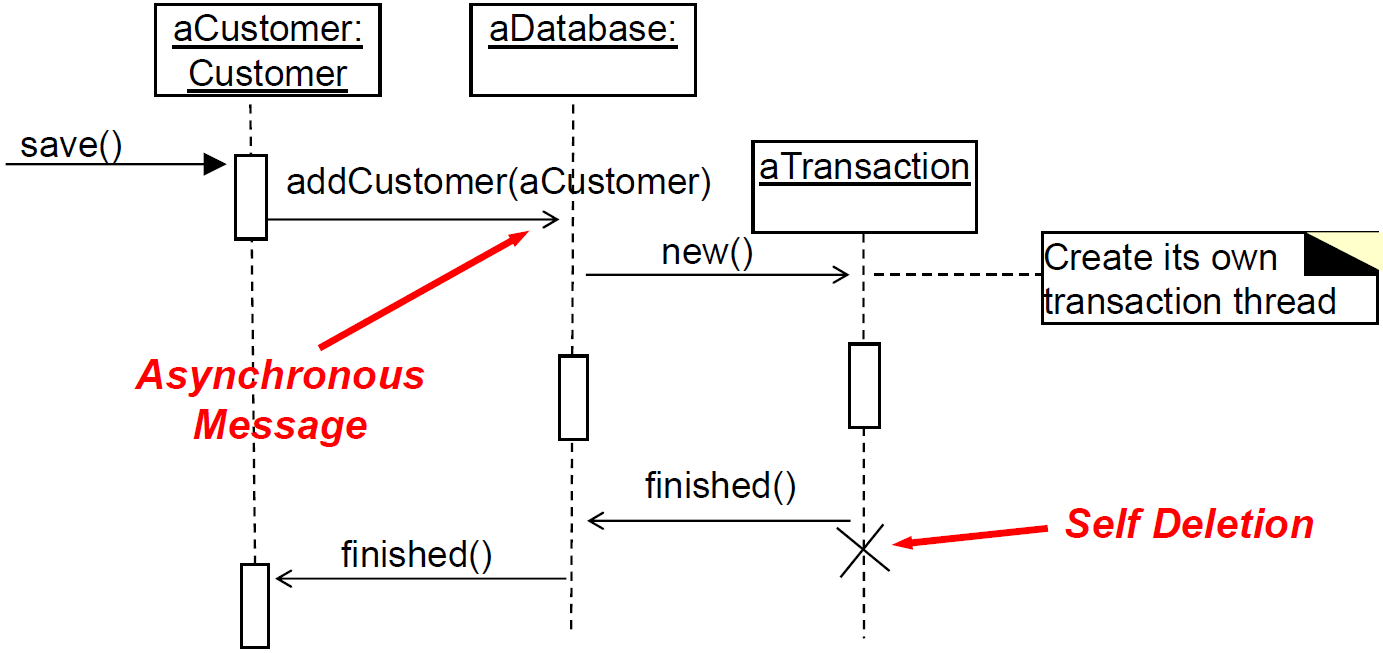 aCustomer:
Customer
aDatabase:
save()
addCustomer(aCustomer)
aTransaction
new()
Create its own
transaction thread
Asynchronous
Message
finished()
Self Deletion
finished()